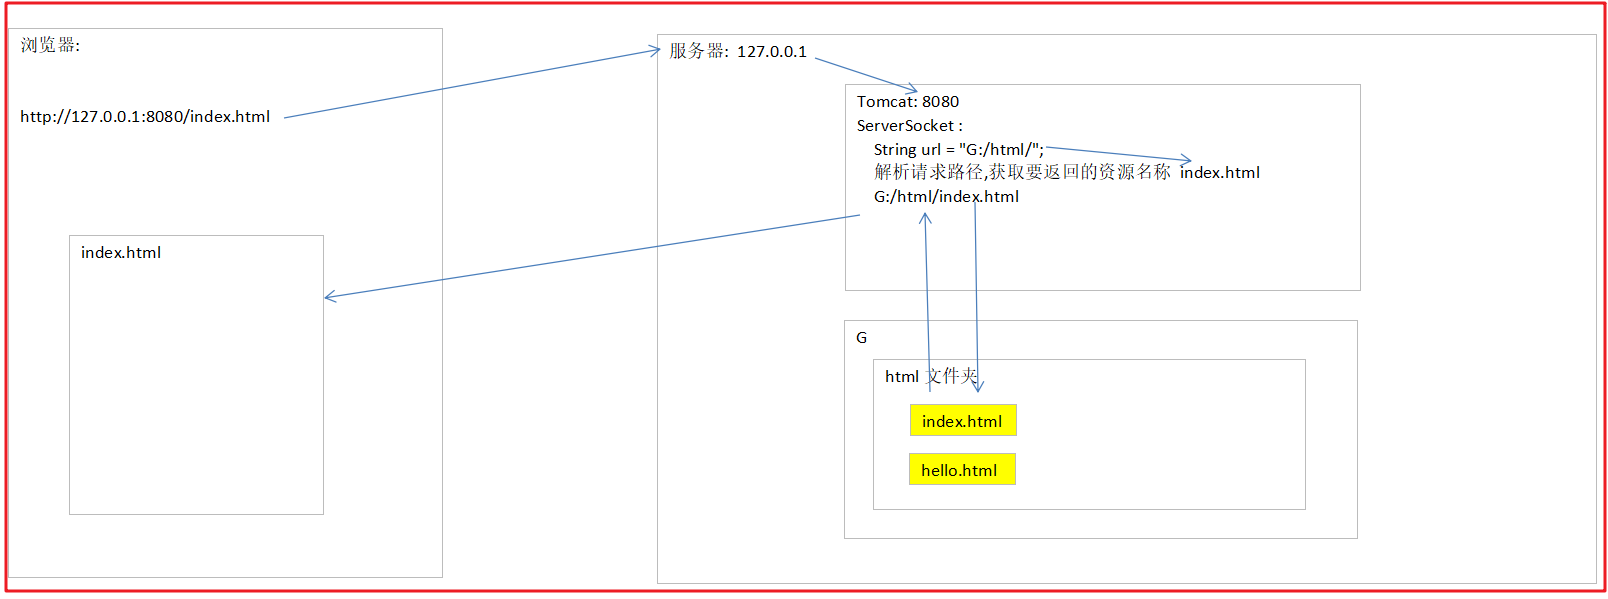 浏览器:
http://127.0.0.1:8080/index.html
index.html
服务器: 127.0.0.1
Tomcat: 8080
ServerSocket :
String url = "G:/html/";
解析请求路径,获取要返回的资源名称 index.html
G:/html/index.html
G
html 文件夹
index.html
hello.html